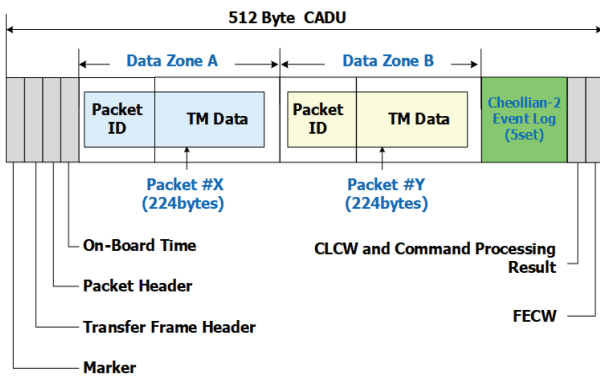 512 Byte CADU
Data Zone A
Data Zone B
Packet
ID
TM Data
Packet
ID
TM Data
Cheollian-2
Event Log
(5set)
Packet #X
(224bytes)
Packet #Y
(224bytes)
On-Board Time
Packet Header
Transfer Frame Header
Marker
CLCW and Command Processing
Result
FECW